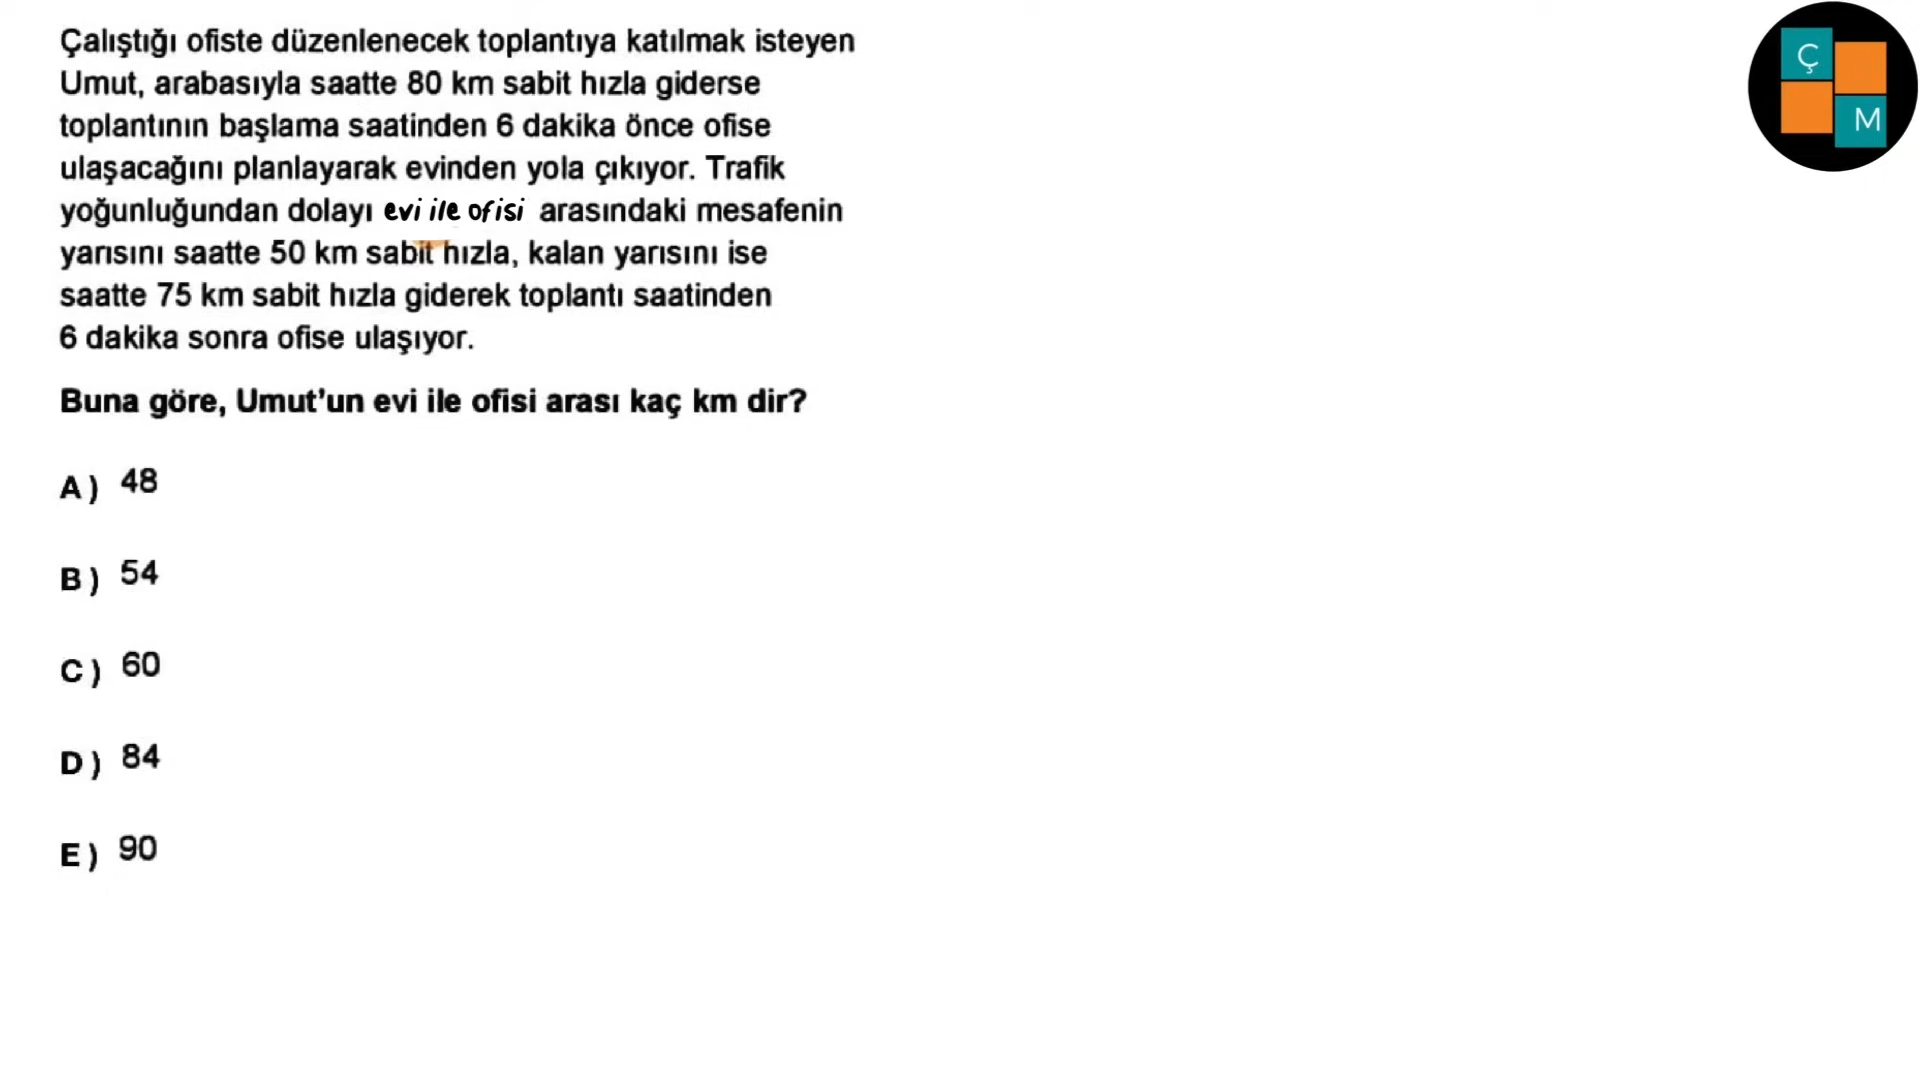 Çalıştığı ofiste düzenlenecek toplantıya katılmak isteyen
Umut, arabasıyla saatte 80 km sabit hızla giderse
toplantının başlama saatinden 6 dakika önce ofise
ulaşacağını planlayarak evinden yola çıkıyor. Trafik
yoğunluğundan dolayı evi ile ofisi arasındaki mesafenin
yarısını saatte 50 km sabit hızla, kalan yarısını ise
saatte 75 km sabit hızla giderek toplantı saatinden
6 dakika sonra ofise ulaşıyor.
Buna göre, Umut'un evi ile ofisi arası kaç km dir?
A) 48
B) 54
C) 60
D) 84
E) 90
Ç
M